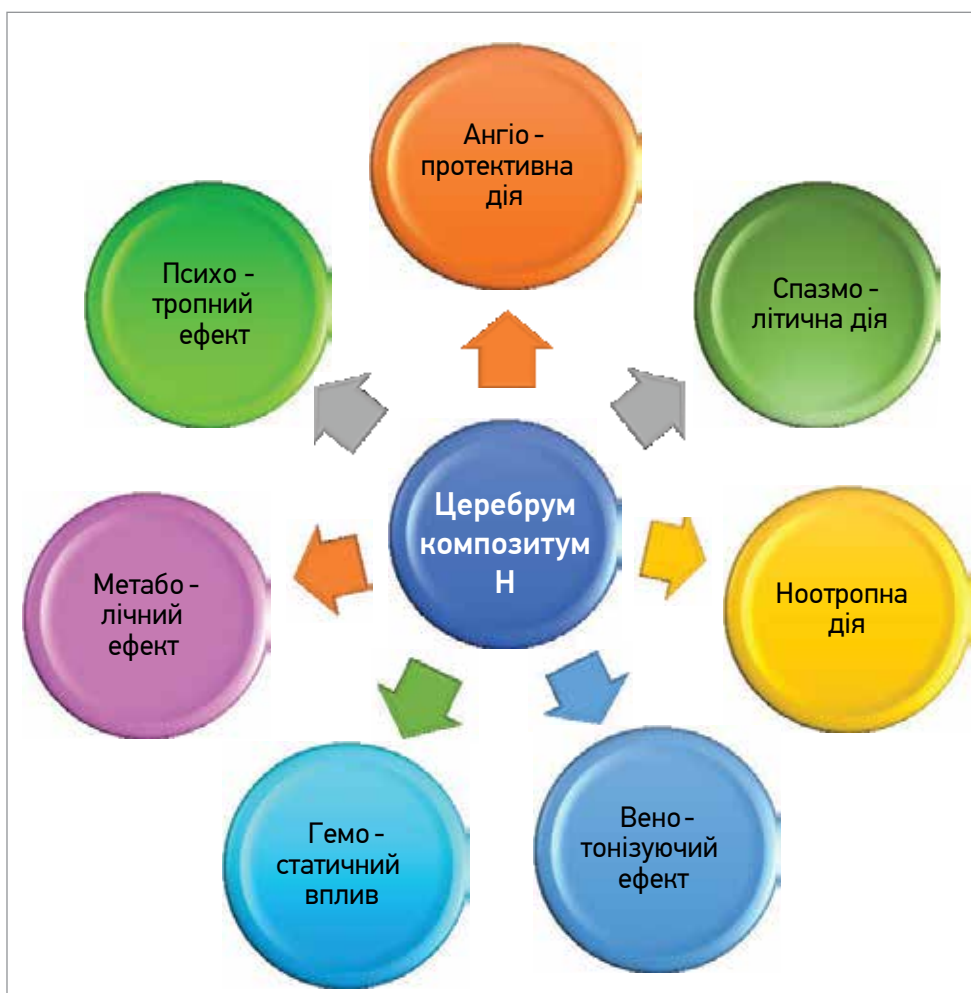 Ангіо -
протективна
дія
Спазмо -
літична дія
Ноотропна
дія
Вено -
тонізуючий
ефект
Гемо -
статичний
вплив
Метабо -
лічний
ефект
Психо -
тропний
ефект
Церебрум
композитум
Н